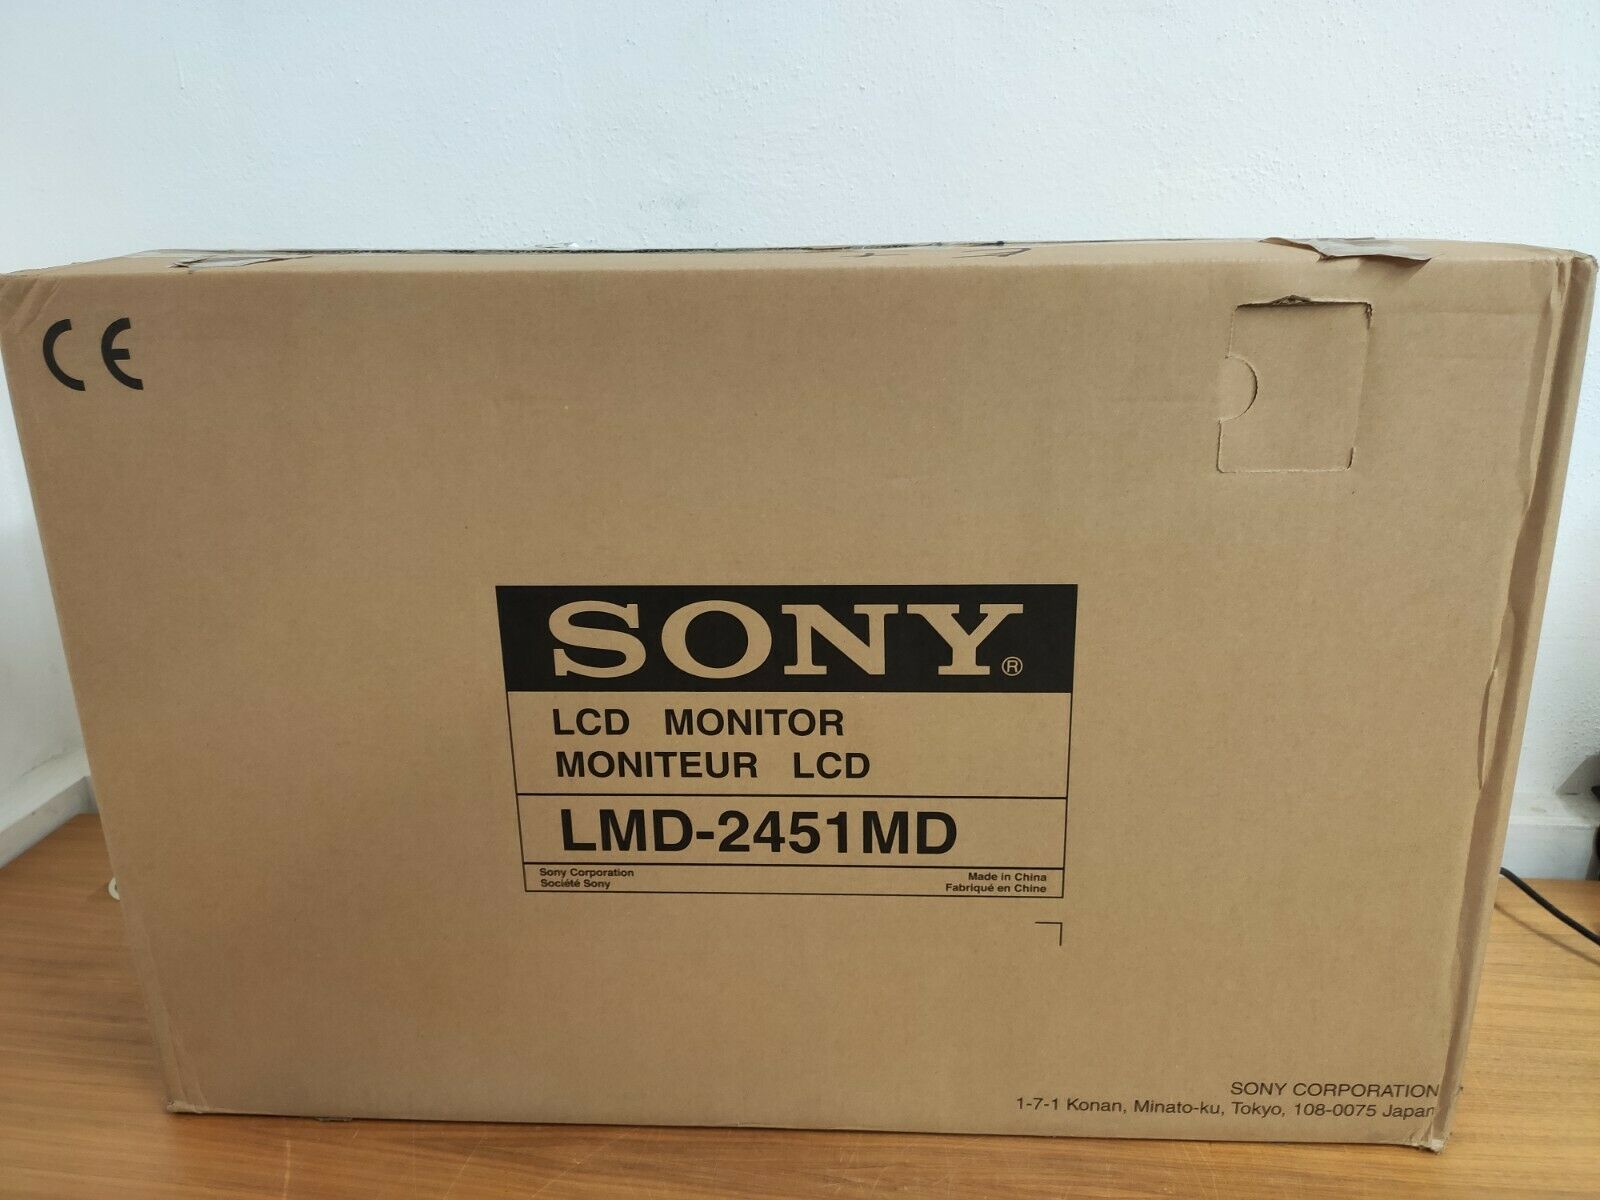 CE
SONY®
LCD MONITOR
MONITEUR LCD
LMD-2451MD
Sony Corporation
Société Sony
Made in China
Fabriqué en Chine
SONY CORPORATION
1-7-1 Konan, Minato-ku, Tokyo, 108-0075 Japan